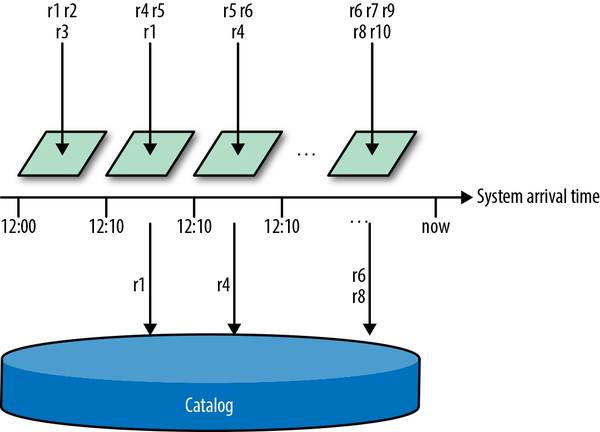 r1 r2
r3
r4 r5
r1
r5 r6
r4
r6 r7 r9
r8 r10
...
System arrival time
12:00
12:10
12:10
12:10
...
now
r1
r4
r6
r8
Catalog